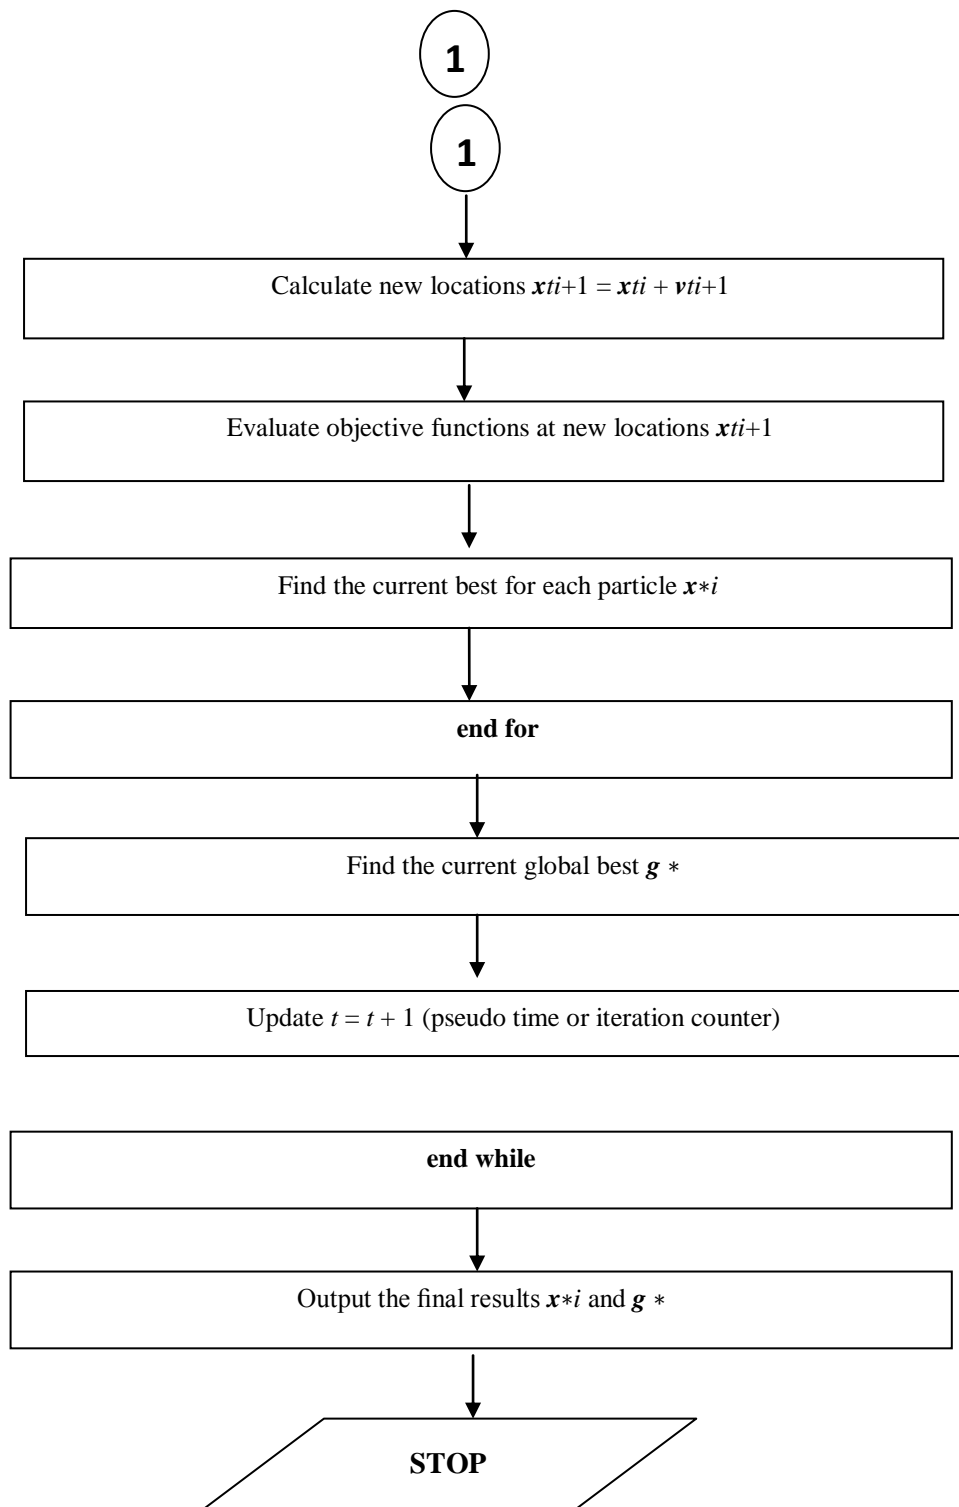 1
1
Calculate new locations xti+1 = xti + vti+1
Evaluate objective functions at new locations xti+1
Find the current best for each particle x∗i
end for
Find the current global best g ∗
Update t = t + 1 (pseudo time or iteration counter)
end while
Output the final results x∗i and g ∗
STOP